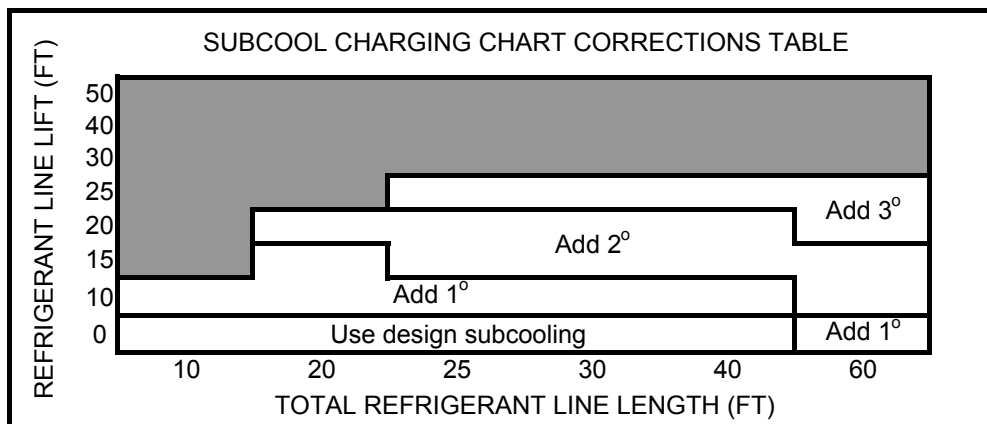 SUBCOOL CHARGING CHART CORRECTIONS TABLE
REFRIGERANT LINE LIFT (FT)
50
40
30
25
20
15
10
0
Add 3°
Add 2°
Add 1°
Use design subcooling
Add 1°
10 20 25 30 40 60
TOTAL REFRIGERANT LINE LENGTH (FT)